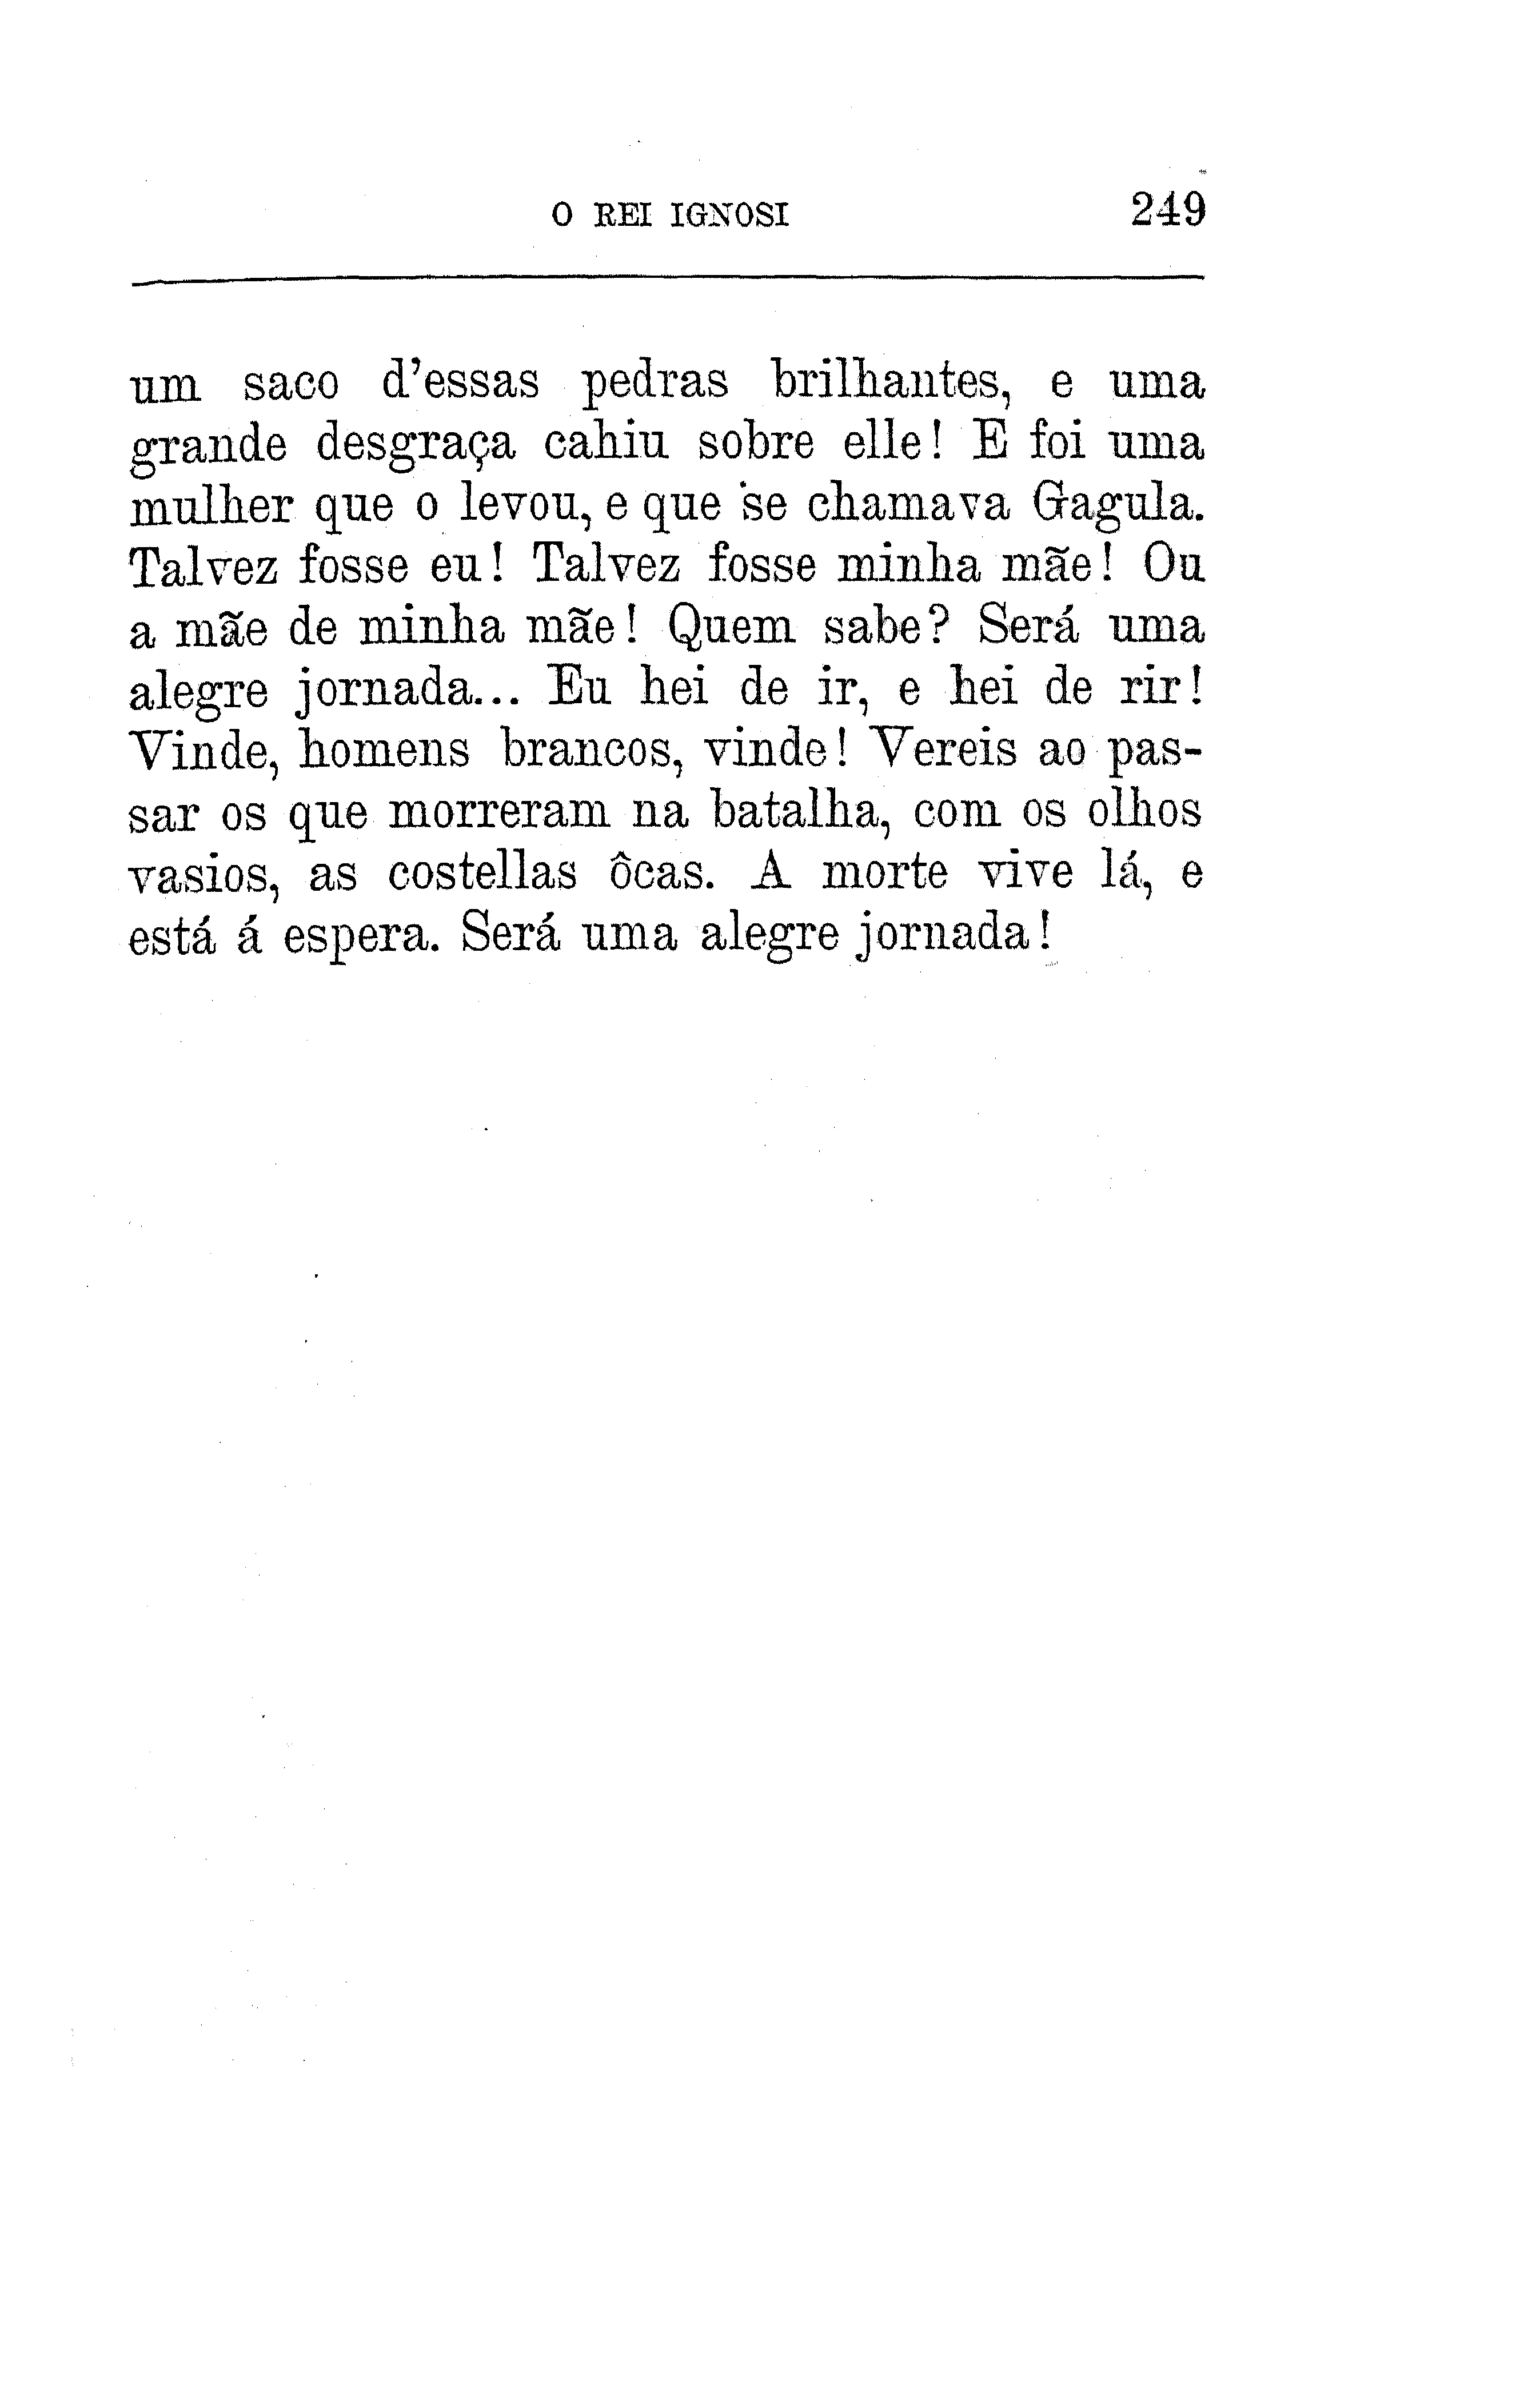 O REI IGNOSI 249
um saco d'essas pedras brilhantes, e uma
grande desgraça cahiu sobre elle! E foi uma
mulher que o levou, e que se chamava Gagula.
Talvez fosse eu! Talvez fosse minha mãe! Ou
a mãe de minha mãe! Quem sabe? Será uma
alegre jornada... Eu hei de ir, e hei de rir!
Vinde, homens brancos, vinde! Vereis ao pas-
sar os que morreram na batalha, com os olhos
vasios, as costellas ôcas. A morte vive lá, e
está á espera. Será uma alegre jornada!